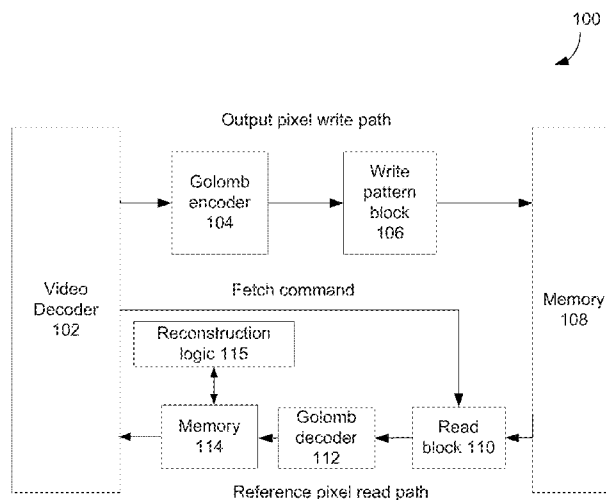 100
Output pixel write path
Golomb
encoder
104
Write
pattern
block
106
Video
Decoder
102
Fetch command
Memory
108
Reconstruction
logic 115
Memory
114
Golomb
decoder
112
Read
block 110
Reference pixel read path